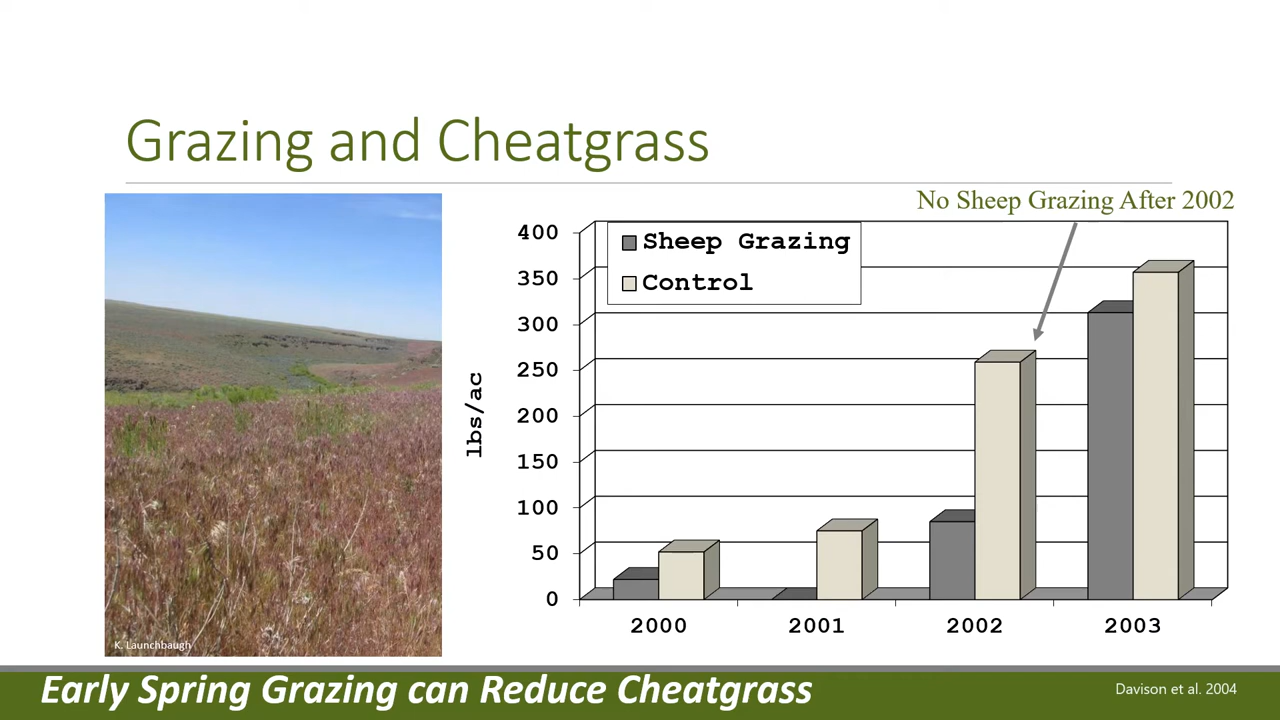 Grazing and Cheatgrass
No Sheep Grazing After 2002
Sheep Grazing
Control
400
350
300
250
200
150
100
50
0
lbs/ac
2000 2001 2002 2003
K. Launchbaugh
Early Spring Grazing can Reduce Cheatgrass
Davison et al. 2004